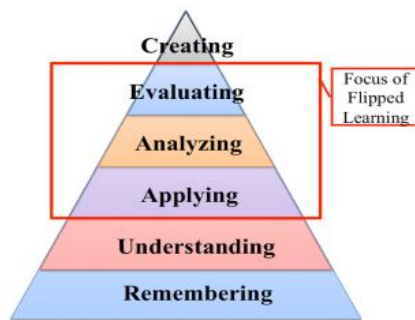 Creating
Evaluating
Analyzing
Applying
Understanding
Remembering
Focus of
Flipped
Learning